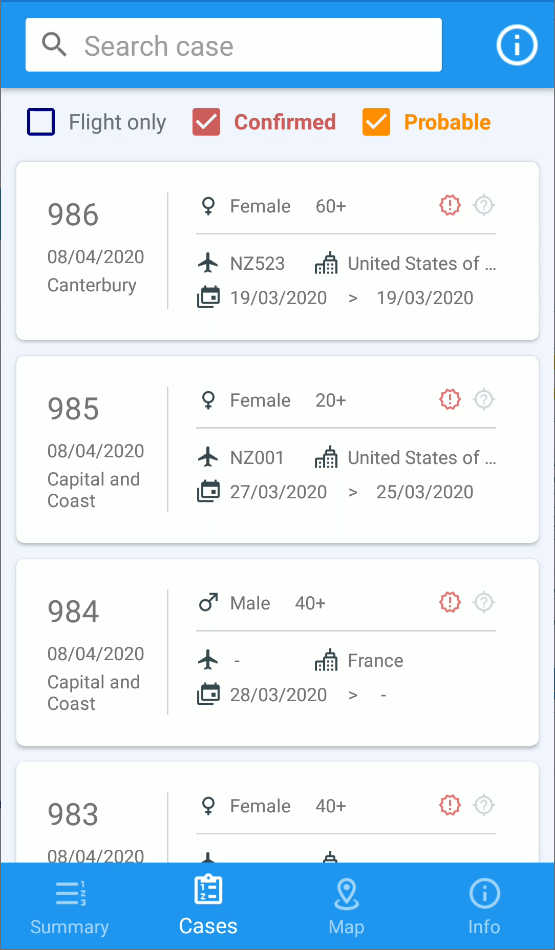 Search case
Flight only Confirmed Probable
986
08/04/2020
Canterbury
Female 60+
NZ523 United States of ...
19/03/2020 > 19/03/2020
985
08/04/2020
Capital and
Coast
Female 20+
NZ001 United States of ...
27/03/2020 > 25/03/2020
984
08/04/2020
Capital and
Coast
Male 40+
- France
28/03/2020 > -
983
08/04/2020
Female 40+
Summary Cases Map Info